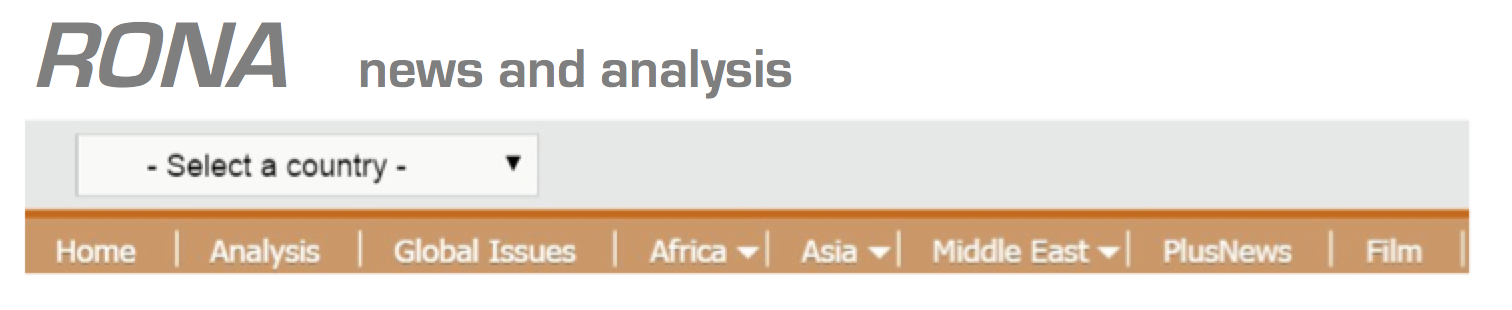 RONA news and analysis
- Select a country -
Home Analysis Global Issues Africa Asia Middle East PlusNews Film